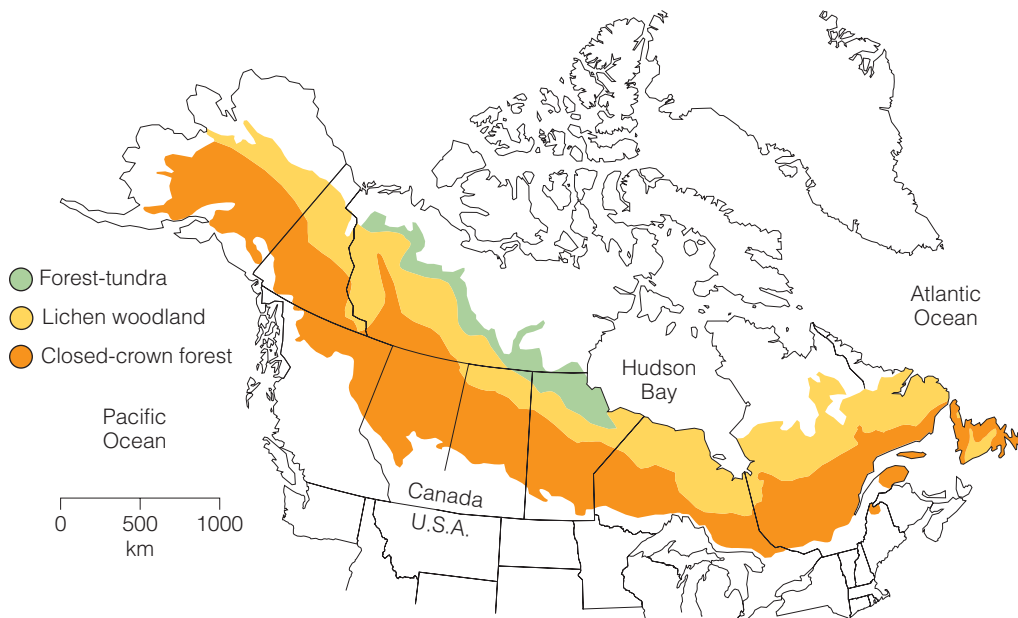 Forest-tundra
Lichen woodland
Closed-crown forest
Pacific
Ocean
Hudson
Bay
Atlantic
Ocean
Canada
U.S.A.
0 500 1000
km